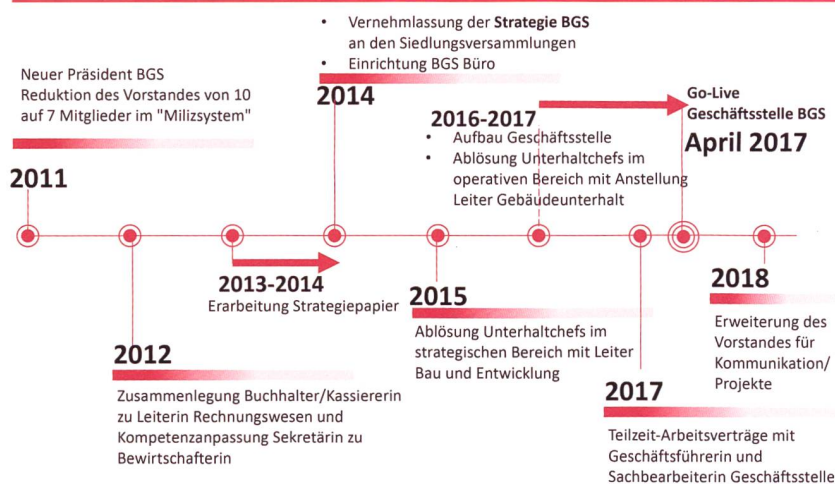 Neuer Präsident BGS
Reduktion des Vorstandes von 10
auf 7 Mitglieder im "Milizsystem"
2011
2012
Zusammenlegung Buchhalter/Kassiererin
zu Leiterin Rechnungswesen und
Kompetenzanpassung Sekretärin zu
Bewirtschafterin
2013-2014
Erarbeitung Strategiepapier
• Vernehmlassung der Strategie BGS
an den Siedlungsversammlungen
• Einrichtung BGS Büro
2014
2015
Ablösung Unterhaltchefs im
strategischen Bereich mit Leiter
Bau und Entwicklung
2016-2017
• Aufbau Geschäftsstelle
• Ablösung Unterhaltchefs im
operativen Bereich mit Anstellung
Leiter Gebäudeunterhalt
2017
Teilzeit-Arbeitsverträge mit
Geschäftsführerin und
Sachbearbeiterin Geschäftsstelle
Go-Live
Geschäftsstelle BGS
April 2017
2018
Erweiterung des
Vorstandes für
Kommunikation/
Projekte